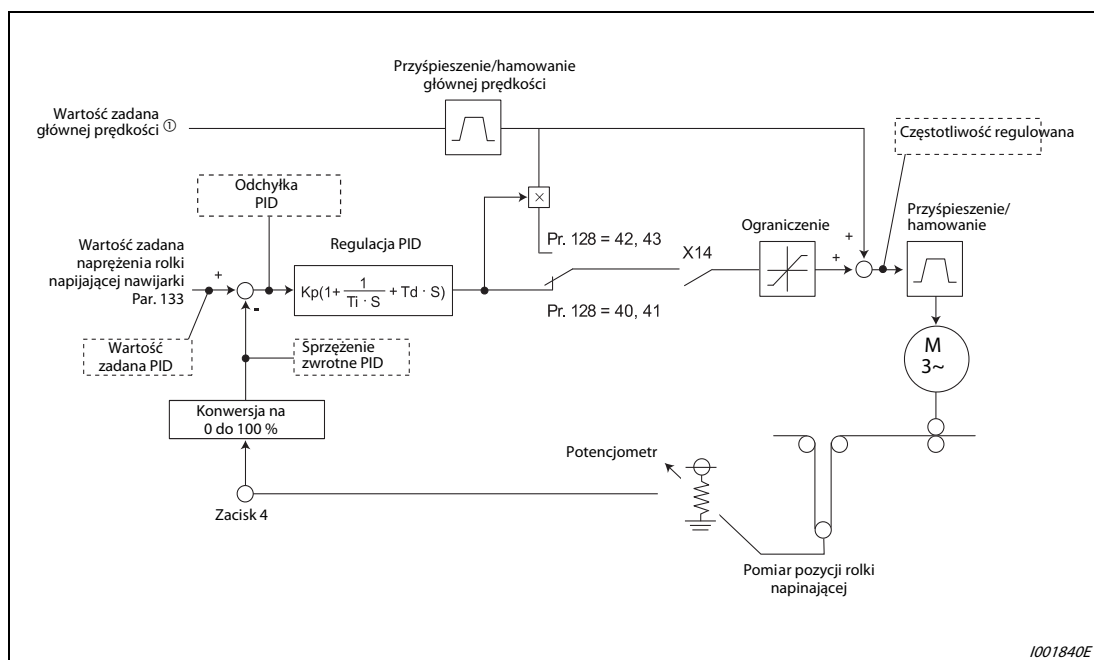 Przyśpieszenie/hamowanie
głównej prędkości
Wartość zadana
głównej prędkości ①
Częstotliwość regulowana
Odchyłka
PID
Przyśpieszenie/
hamowanie
Wartość zadana
naprężenia rolki
napijającej nawijarki
Par. 133
+
-
Regulacja PID
Kp(1+ 1/(Ti · S) + Td · S)
×
Pr. 128 = 42, 43
Pr. 128 = 40, 41
X14
Ograniczenie
+
+
Wartość
zadana PID
Sprzężenie
zwrotne PID
M
3~
Konwersja na
0 do 100 %
Potencjometr
Zacisk 4
Pomiar pozycji rolki
napinającej
I001840E